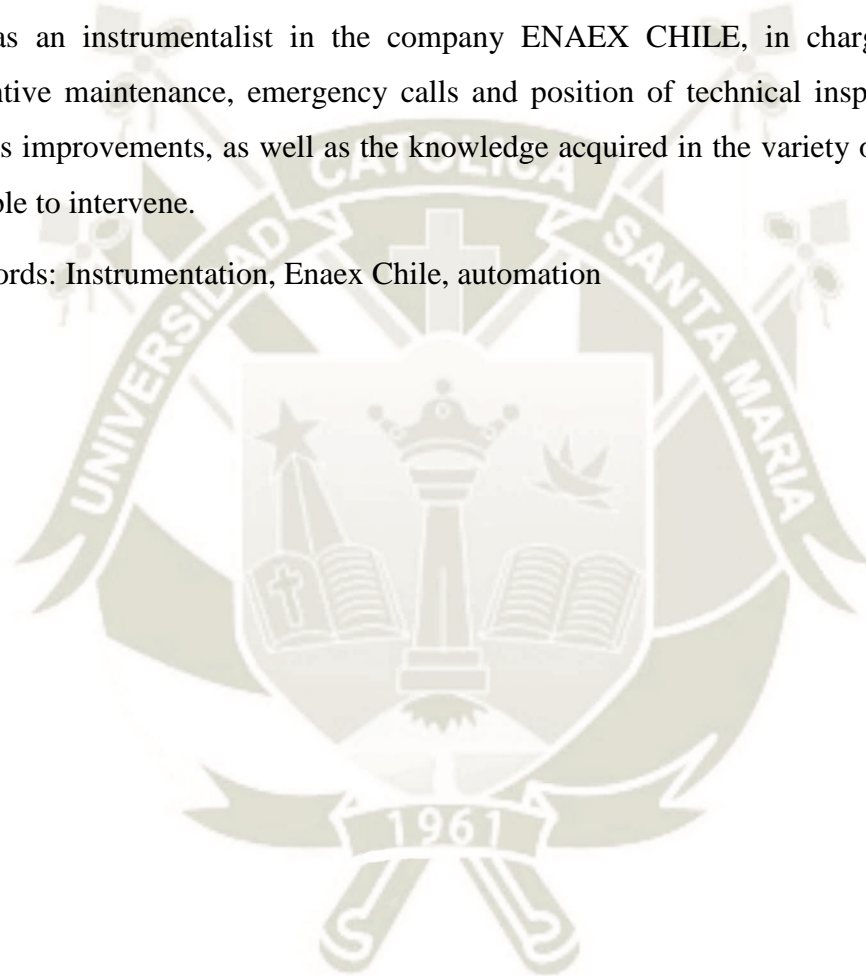 as an instrumentalist in the company ENAEX CHILE, in charg
ntive maintenance, emergency calls and position of technical insp
s improvements, as well as the knowledge acquired in the variety o
ble to intervene.
ords: Instrumentation, Enaex Chile, automation
UNIVERSIDAD CATOLICA SANTA MARIA
1961